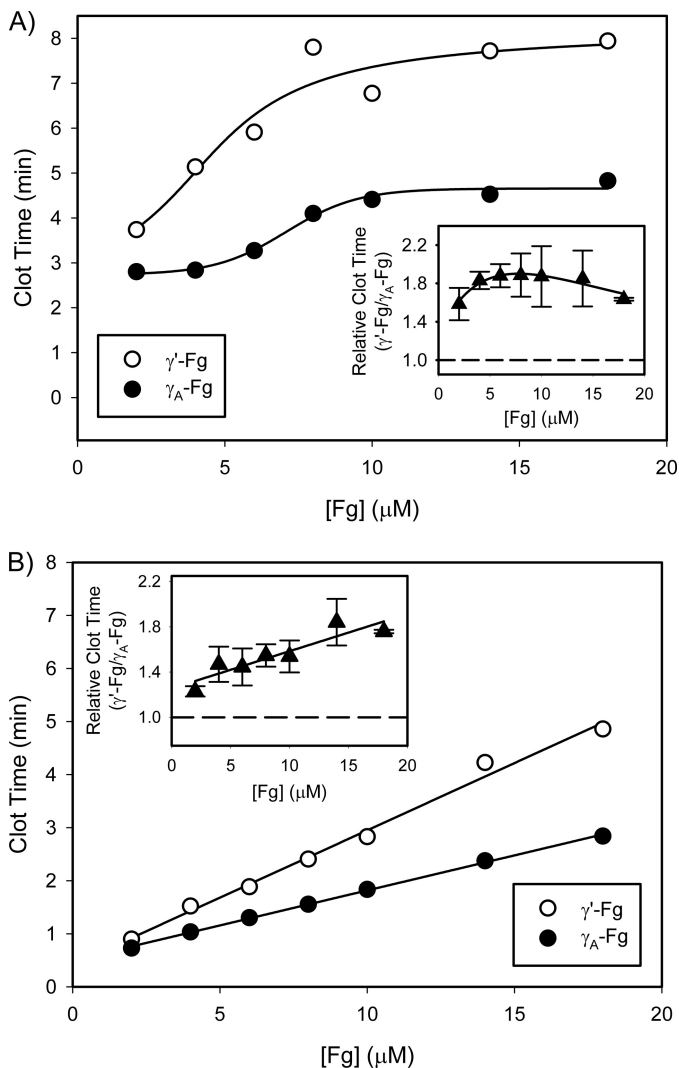 A)
8
7
6
5
4
3
2
1
0
Clot Time (min)
γ'-Fg
γA-Fg
2.2
1.8
1.4
1.0
Relative Clot Time
(γ'-Fg/γA-Fg)
0 5 10 15 20
[Fg] (μM)
0 5 10 15 20
[Fg] (μM)
B)
8
7
6
5
4
3
2
1
0
Clot Time (min)
2.2
1.8
1.4
1.0
Relative Clot Time
(γ'-Fg/γA-Fg)
0 5 10 15 20
[Fg] (μM)
γ'-Fg
γA-Fg
0 5 10 15 20
[Fg] (μM)